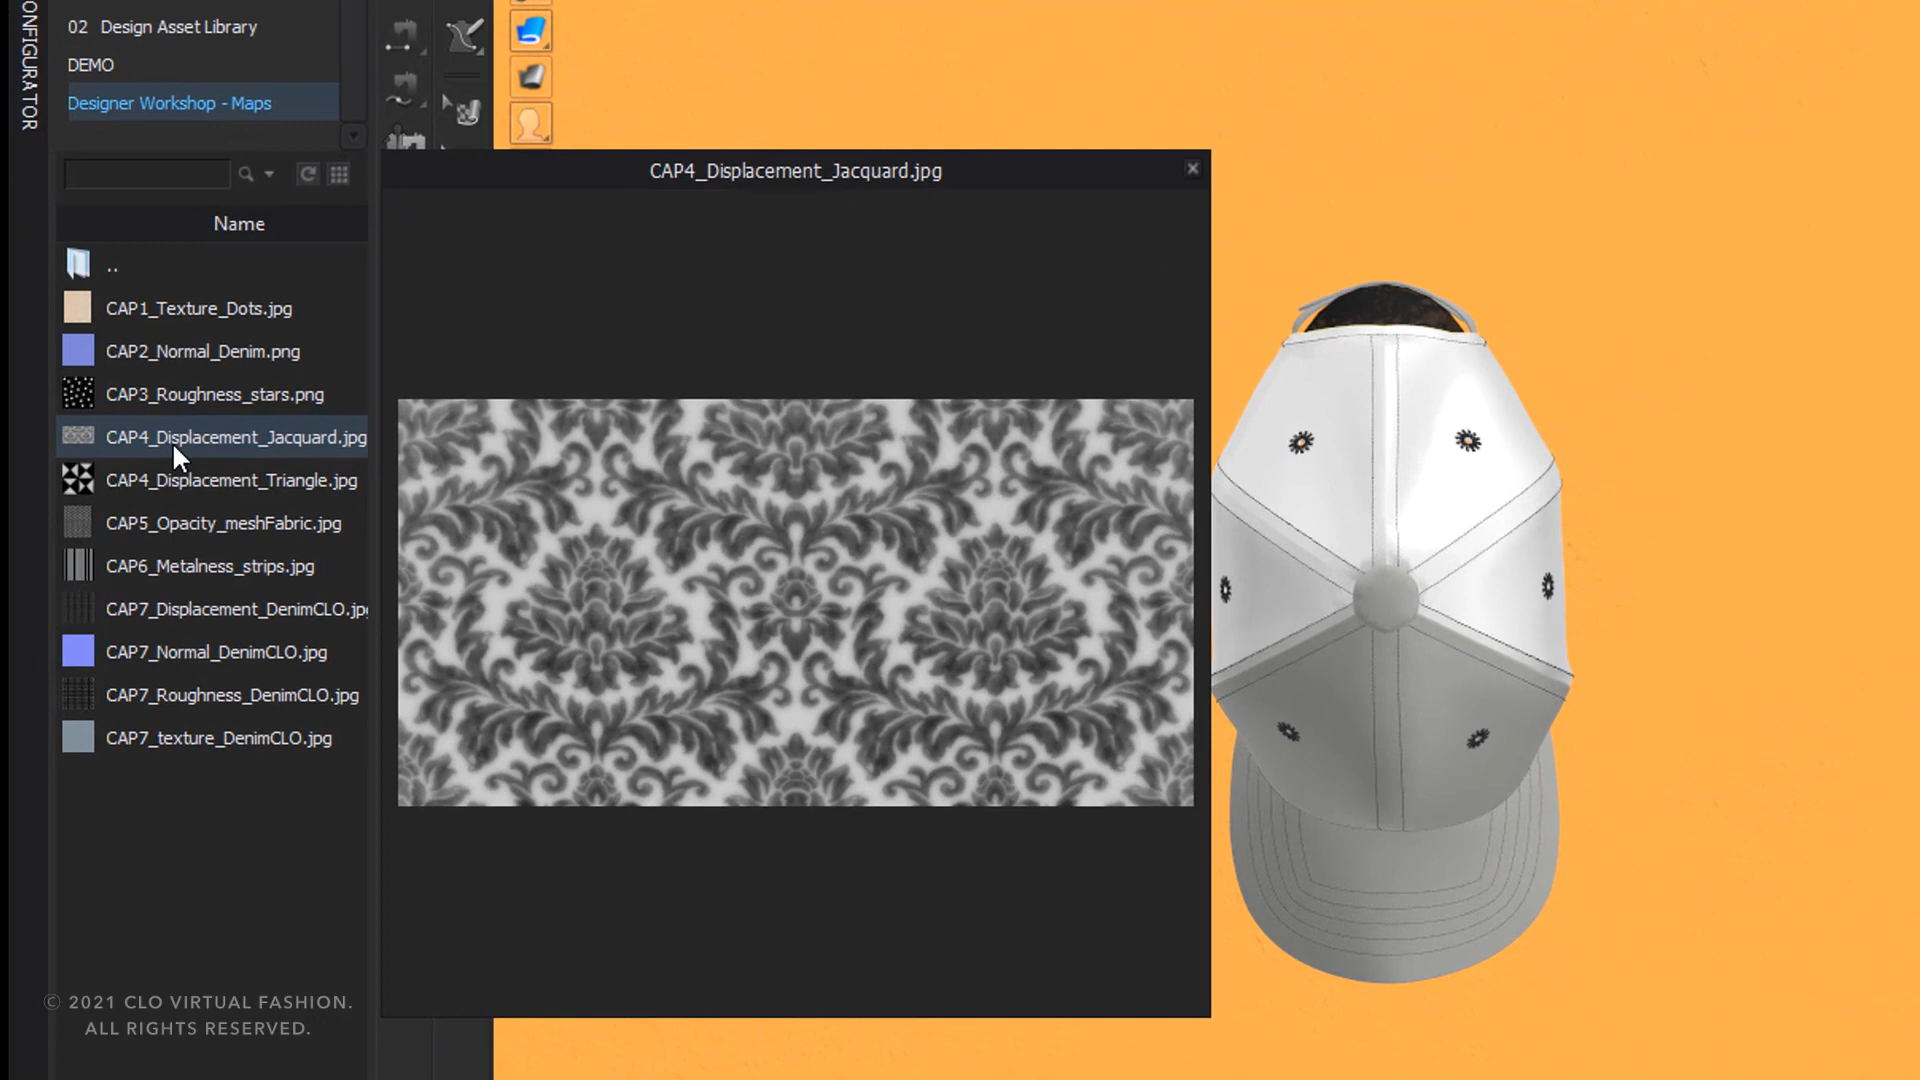 ONFIGURATOR
02 Design Asset Library
DEMO
Designer Workshop - Maps
Name
..
CAP1_Texture_Dots.jpg
CAP2_Normal_Denim.png
CAP3_Roughness_stars.png
CAP4_Displacement_Jacquard.jpg
CAP4_Displacement_Triangle.jpg
CAP5_Opacity_meshFabric.jpg
CAP6_Metalness_strips.jpg
CAP7_Displacement_DenimCLO.jp
CAP7_Normal_DenimCLO.jpg
CAP7_Roughness_DenimCLO.jpg
CAP7_texture_DenimCLO.jpg
CAP4_Displacement_Jacquard.jpg
© 2021 CLO VIRTUAL FASHION.
ALL RIGHTS RESERVED.